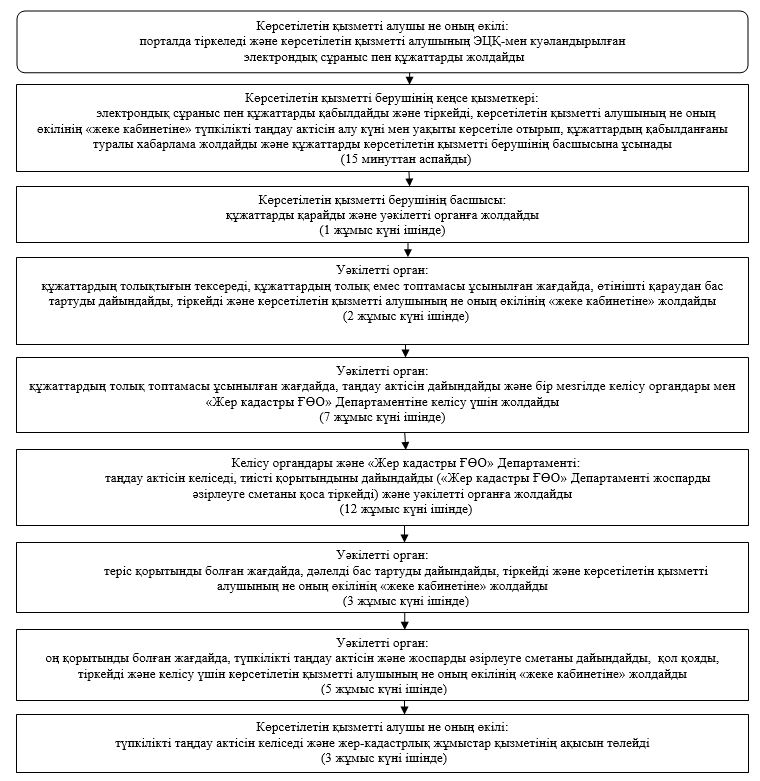 Көрсетілетін қызметті алушы не оның өкілі:
порталда тіркеледі және көрсетілетін қызметті алушының ЭЦҚ-мен куәландырылған
электрондық сұраныс пен құжаттарды жолдайды
Көрсетілетін қызметті берушінің кеңсе қызметкері:
электрондық сұраныс пен құжаттарды қабылдайды және тіркейді, көрсетілетін қызметті алушының не оның
өкілінің «жеке кабинетіне» түпкілікті таңдау актісін алу күні мен уақыты көрсетіле отырып, құжаттардың қабылданғаны
туралы хабарлама жолдайды және құжаттарды көрсетілетін қызметті берушінің басшысына ұсынады
(15 минуттан аспайды)
Көрсетілетін қызметті берушінің басшысы:
құжаттарды қарайды және уәкілетті органға жолдайды
(1 жұмыс күні ішінде)
Уәкілетті орган:
құжаттардың толықтығын тексереді, құжаттардың толық емес топтамасы ұсынылған жағдайда, өтінішті қараудан бас
тартуды дайындайды, тіркейді және көрсетілетін қызметті алушының не оның өкілінің «жеке кабинетіне» жолдайды
(2 жұмыс күні ішінде)
Уәкілетті орган:
құжаттардың толық топтамасы ұсынылған жағдайда, таңдау актісін дайындайды және бір мезгілде келісу органдары мен
«Жер кадастры ҒӨО» Департаментіне келісу үшін жолдайды
(7 жұмыс күні ішінде)
Келісу органдары және «Жер кадастры ҒӨО» Департаменті:
таңдау актісін келіседі, тиісті қорытындыны дайындайды («Жер кадастры ҒӨО» Департаменті жоспарды
әзірлеуге сметаны қоса тіркейді) және уәкілетті органға жолдайды
(12 жұмыс күні ішінде)
Уәкілетті орган:
теріс қорытынды болған жағдайда, дәлелді бас тартуды дайындайды, тіркейді және көрсетілетін қызметті
алушының не оның өкілінің «жеке кабинетіне» жолдайды
(3 жұмыс күні ішінде)
Уәкілетті орган:
оң қорытынды болған жағдайда, түпкілікті таңдау актісін және жоспарды әзірлеуге сметаны дайындайды, қол қояды,
тіркейді және келісу үшін көрсетілетін қызметті алушының не оның өкілінің «жеке кабинетіне» жолдайды
(5 жұмыс күні ішінде)
Көрсетілетін қызметті алушы не оның өкілі:
түпкілікті таңдау актісін келіседі және жер-кадастрлық жұмыстар қызметінің ақысын төлейді
(3 жұмыс күні ішінде)